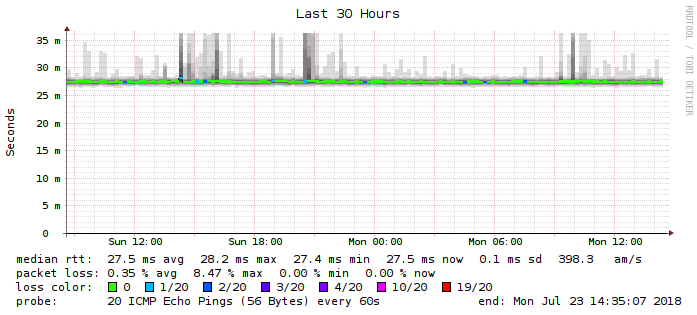 Last 30 Hours
RRDTOOL / TOBI OETIKER
Seconds
35 m
30 m
25 m
20 m
15 m
10 m
5 m
0
Sun 12:00 Sun 18:00 Mon 00:00 Mon 06:00 Mon 12:00
median rtt: 27.5 ms avg 28.2 ms max 27.4 ms min 27.5 ms now 0.1 ms sd 398.3 am/s
packet loss: 0.35 % avg 8.47 % max 0.00 % min 0.00 % now
loss color: 0 1/20 2/20 3/20 4/20 10/20 19/20
probe: 20 ICMP Echo Pings (56 Bytes) every 60s end: Mon Jul 23 14:35:07 2018